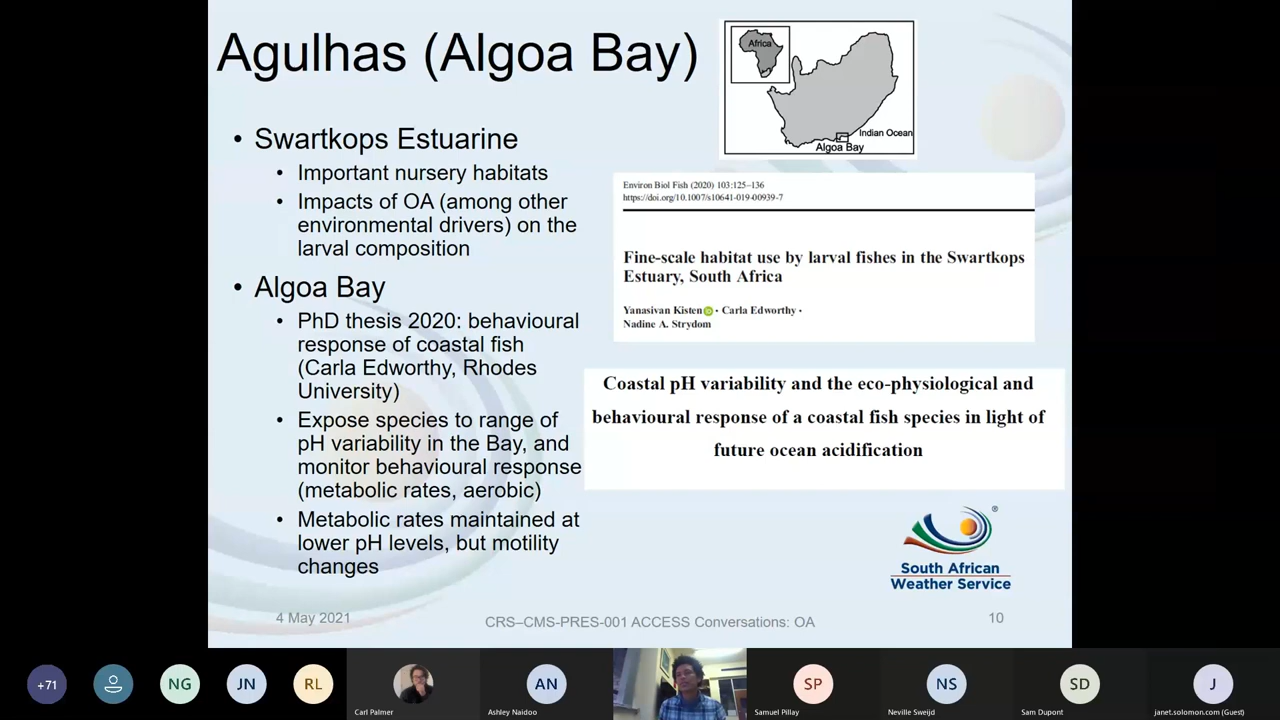 Agulhas (Algoa Bay)
• Swartkops Estuarine
• Important nursery habitats
• Impacts of OA (among other
environmental drivers) on the
larval composition
• Algoa Bay
• PhD thesis 2020: behavioural
response of coastal fish
(Carla Edworthy, Rhodes
University)
• Expose species to range of
pH variability in the Bay, and
monitor behavioural response
(metabolic rates, aerobic)
• Metabolic rates maintained at
lower pH levels, but motility
changes
Africa
Indian Ocean
Algoa Bay
Environ Biol Fish (2020) 103:125–136
https://doi.org/10.1007/s10641-019-00939-7
Fine-scale habitat use by larval fishes in the Swartkops
Estuary, South Africa
Yanasivan Kisten iD · Carla Edworthy ·
Nadine A. Strydom
Coastal pH variability and the eco-physiological and
behavioural response of a coastal fish species in light of
future ocean acidification
®
South African
Weather Service
4 May 2021
CRS–CMS-PRES-001 ACCESS Conversations: OA
10
+71
NG
JN
RL
Carl Palmer
AN
Ashley Naidoo
SP
Samuel Pillay
NS
Neville Sweijd
SD
Sam Dupont
J
janet.solomon.com (Guest)